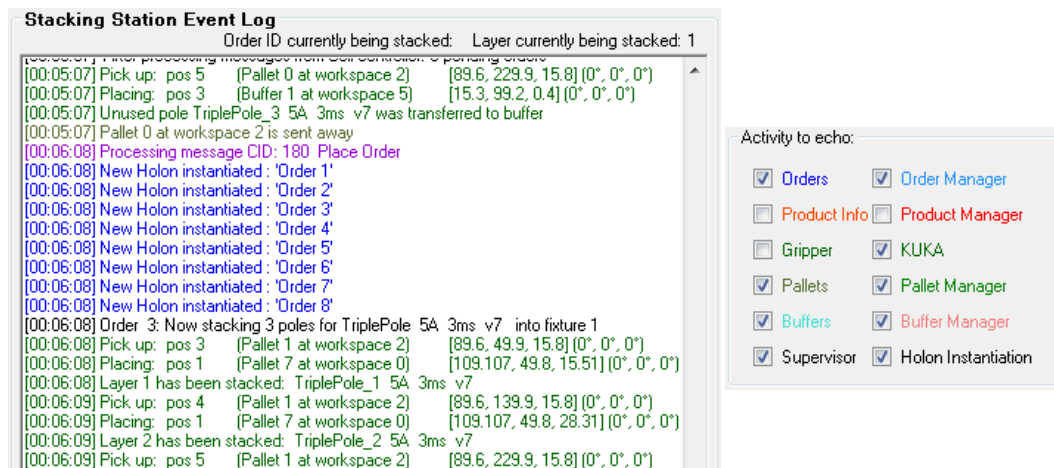 Stacking Station Event Log
Order ID currently being stacked: Layer currently being stacked: 1
[00:05:07] Pick up: pos 5 (Pallet 0 at workspace 2) [89.6, 229.9, 15.8] (0°, 0°, 0°)
[00:05:07] Placing: pos 3 (Buffer 1 at workspace 5) [15.3, 99.2, 0.4] (0°, 0°, 0°)
[00:05:07] Unused pole TriplePole_3 5A 3ms v7 was transferred to buffer
[00:05:07] Pallet 0 at workspace 2 is sent away
[00:06:08] Processing message CID: 180 Place Order
[00:06:08] New Holon instantiated : 'Order 1'
[00:06:08] New Holon instantiated : 'Order 2'
[00:06:08] New Holon instantiated : 'Order 3'
[00:06:08] New Holon instantiated : 'Order 4'
[00:06:08] New Holon instantiated : 'Order 5'
[00:06:08] New Holon instantiated : 'Order 6'
[00:06:08] New Holon instantiated : 'Order 7'
[00:06:08] New Holon instantiated : 'Order 8'
[00:06:08] Order 3: Now stacking 3 poles for TriplePole 5A 3ms v7 into fixture 1
[00:06:08] Pick up: pos 3 (Pallet 1 at workspace 2) [89.6, 49.9, 15.8] (0°, 0°, 0°)
[00:06:08] Placing: pos 1 (Pallet 7 at workspace 0) [109.107, 49.8, 15.51] (0°, 0°, 0°)
[00:06:08] Layer 1 has been stacked: TriplePole_1 5A 3ms v7
[00:06:09] Pick up: pos 4 (Pallet 1 at workspace 2) [89.6, 139.9, 15.8] (0°, 0°, 0°)
[00:06:09] Placing: pos 1 (Pallet 7 at workspace 0) [109.107, 49.8, 28.31] (0°, 0°, 0°)
[00:06:09] Layer 2 has been stacked: TriplePole_2 5A 3ms v7
[00:06:09] Pick up: pos 5 (Pallet 1 at workspace 2) [89.6, 229.9, 15.8] (0°, 0°, 0°)
Activity to echo:
Orders Order Manager
Product Info Product Manager
Gripper KUKA
Pallets Pallet Manager
Buffers Buffer Manager
Supervisor Holon Instantiation